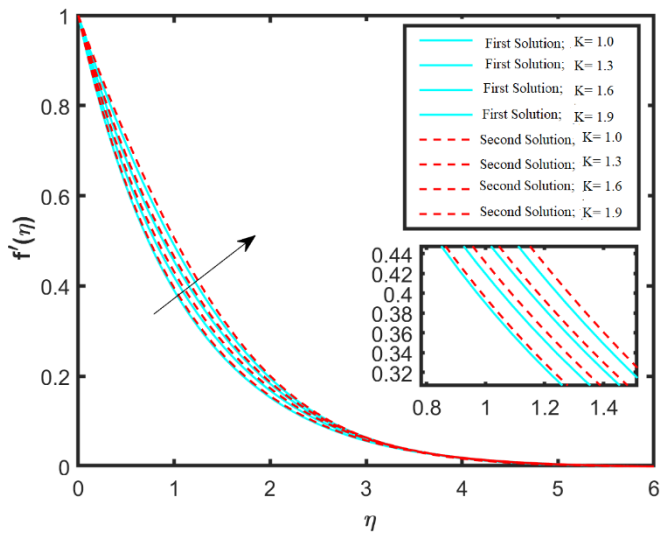 1
0.8
0.6
0.4
0.2
0
f'(η)
0 1 2 3 4 5 6
η
First Solution; K= 1.0
First Solution; K= 1.3
First Solution; K= 1.6
First Solution; K= 1.9
Second Solution, K= 1.0
Second Solution; K= 1.3
Second Solution; K= 1.6
Second Solution; K= 1.9
0.44
0.42
0.4
0.38
0.36
0.34
0.32
0.8 1 1.2 1.4